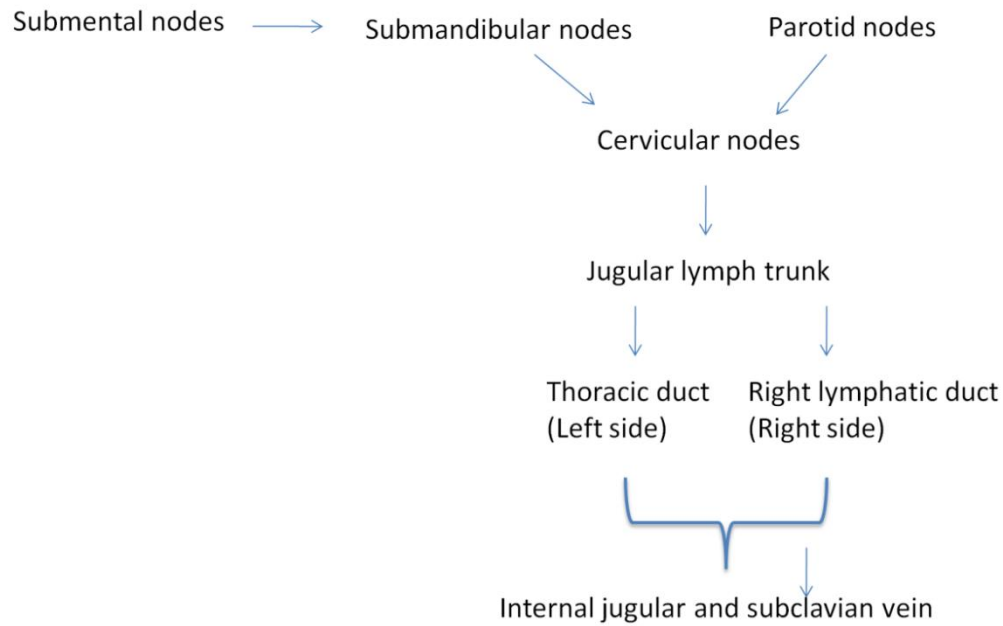 Submental nodes
Submandibular nodes
Parotid nodes
Cervicular nodes
Jugular lymph trunk
Thoracic duct
(Left side)
Right lymphatic duct
(Right side)
Internal jugular and subclavian vein